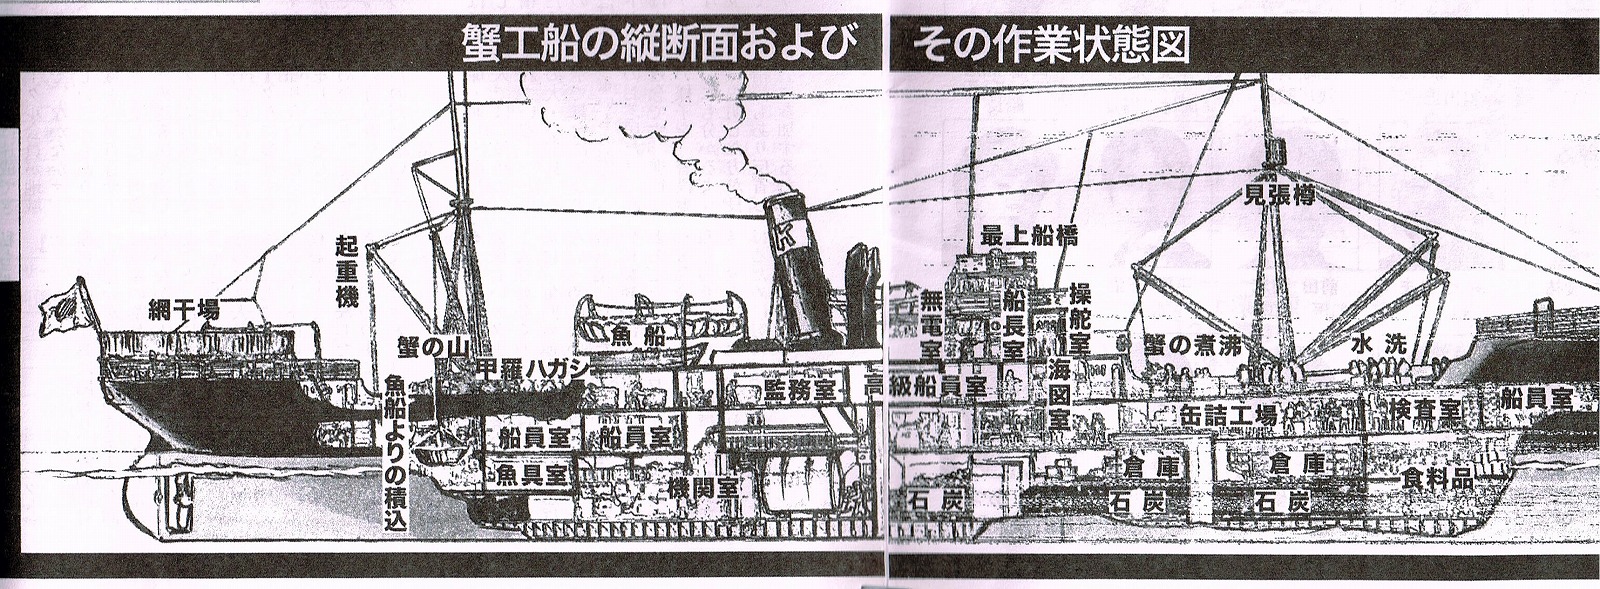 蟹工船の縦断面および その作業状態図
網干場
起重機
蟹の山
甲羅ハガシ
魚船よりの積込
魚船
監務室
高級船員室
船員室
船員室
魚具室
機関室
無電室
最上船橋
船長室
操舵室
海図室
見張樽
蟹の煮沸
水洗
缶詰工場
検査室
船員室
倉庫
倉庫
食料品
石炭
石炭
石炭